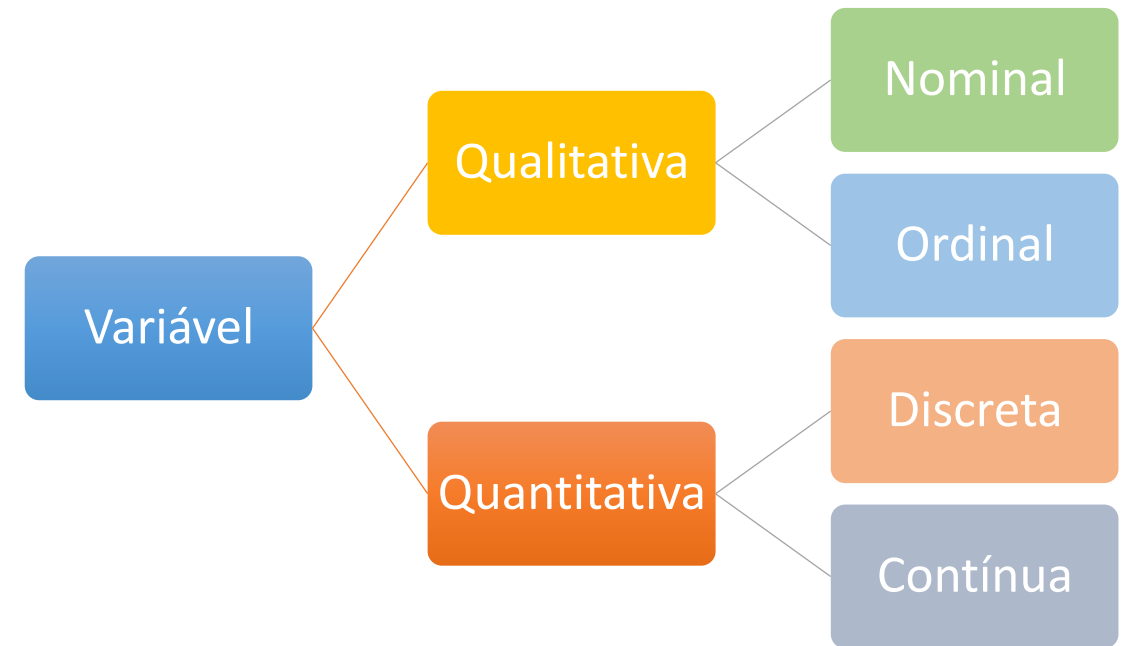 Variável
Qualitativa
Nominal
Ordinal
Quantitativa
Discreta
Contínua